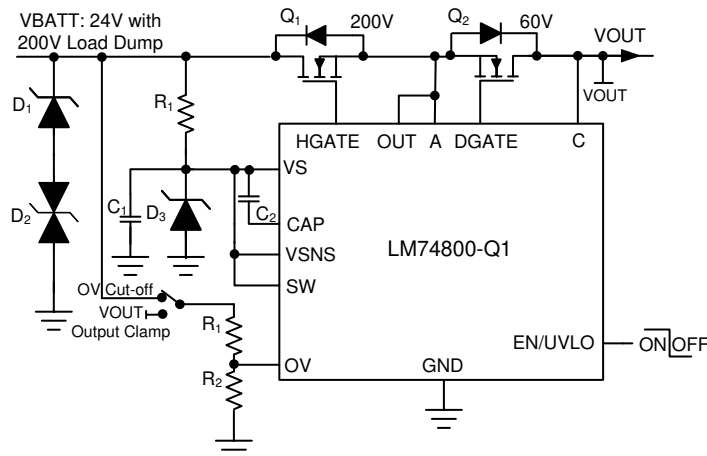 VBATT: 24V with
200V Load Dump
Q1
200V
Q2
60V
VOUT
VOUT
D1
R1
HGATE
OUT
A
DGATE
C
VS
C1
D3
C2
CAP
D2
VSNS
LM74800-Q1
SW
OV Cut-off
VOUT
Output Clamp
R1
EN/UVLO
ON
OFF
OV
GND
R2